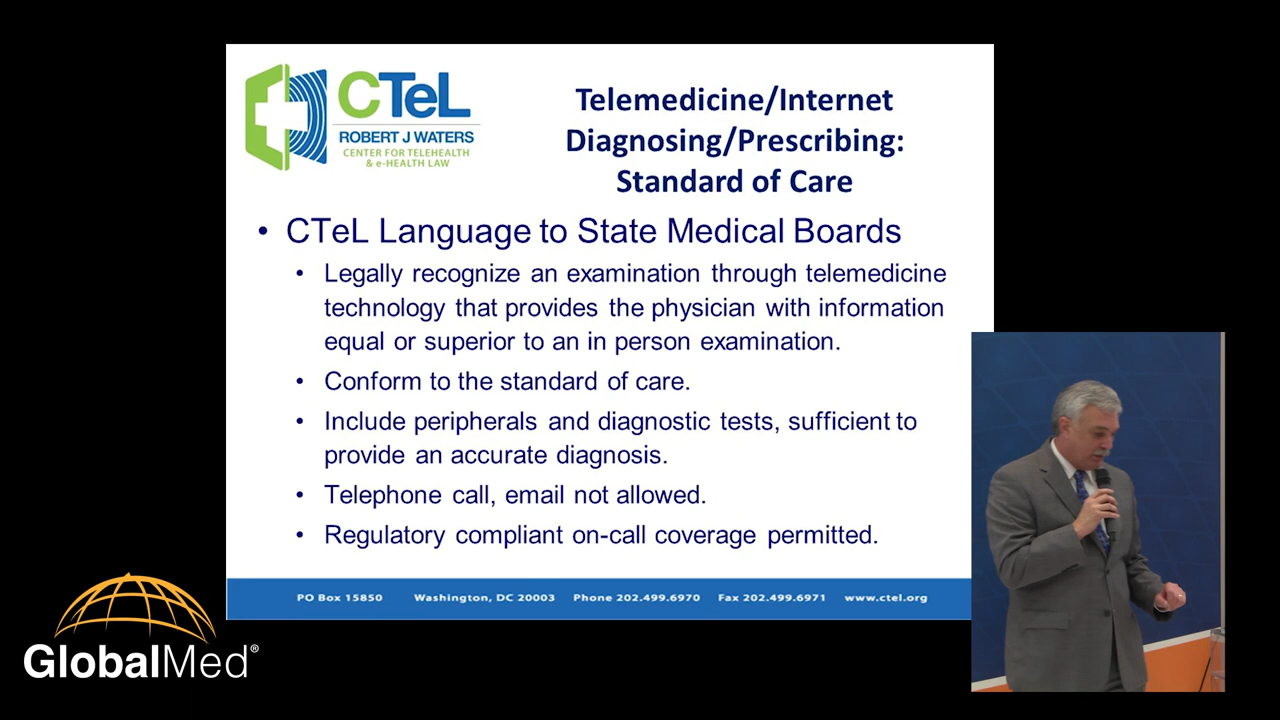 CTeL
ROBERT J WATERS
CENTER FOR TELEHEALTH
& e-HEALTH LAW
Telemedicine/Internet
Diagnosing/Prescribing:
Standard of Care
• CTeL Language to State Medical Boards
• Legally recognize an examination through telemedicine
technology that provides the physician with information
equal or superior to an in person examination.
• Conform to the standard of care.
• Include peripherals and diagnostic tests, sufficient to
provide an accurate diagnosis.
• Telephone call, email not allowed.
• Regulatory compliant on-call coverage permitted.
PO Box 15850 Washington, DC 20003 Phone 202.499.6970 Fax 202.499.6971 www.ctel.org
GlobalMed®